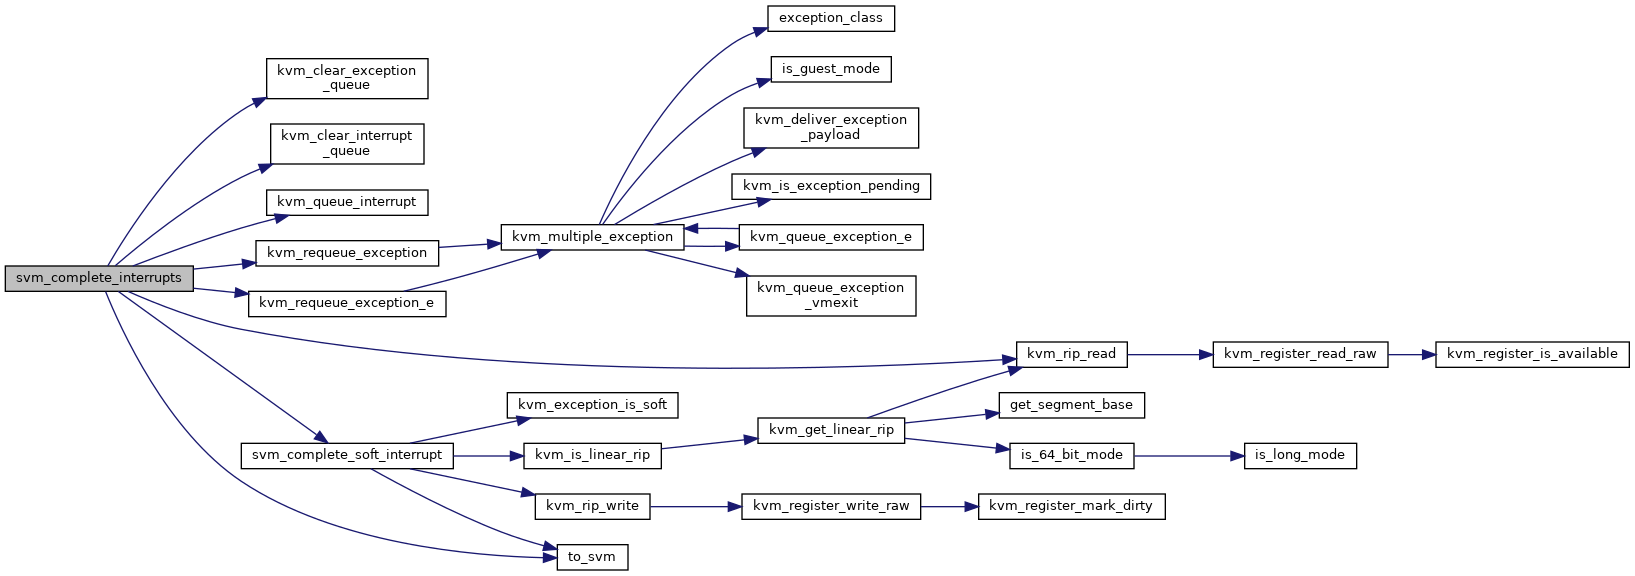 exception_class
kvm_clear_exception
_queue
is_guest_mode
kvm_deliver_exception
_payload
kvm_clear_interrupt
_queue
kvm_is_exception_pending
kvm_queue_interrupt
kvm_multiple_exception
kvm_queue_exception_e
kvm_requeue_exception
svm_complete_interrupts
kvm_queue_exception
_vmexit
kvm_requeue_exception_e
kvm_rip_read
kvm_register_read_raw
kvm_register_is_available
kvm_exception_is_soft
get_segment_base
kvm_get_linear_rip
svm_complete_soft_interrupt
kvm_is_linear_rip
is_64_bit_mode
is_long_mode
kvm_rip_write
kvm_register_write_raw
kvm_register_mark_dirty
to_svm